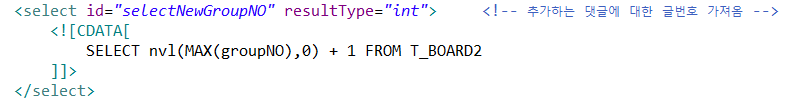 <select id="selectNewGroupNO" resultType="int">     <!-- 추가하는 댓글에 대한 글번호 가져옴 -->
    <![CDATA[
        SELECT nvl(MAX(groupNO),0) + 1 FROM T_BOARD2
    ]]>
</select>